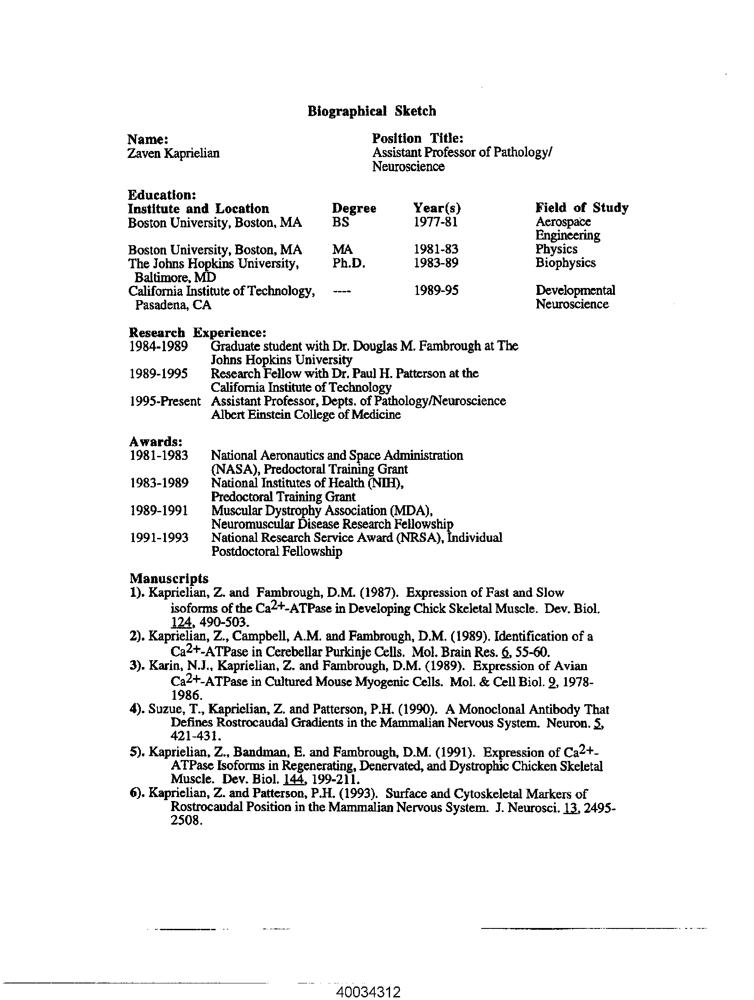 Biographical Sketch
Name:
Position Title:
Zaven Kaprielian
Assistant Professor of Pathology/
Neuroscience
Education:
Institute and Location Degree Year(s) Field of Study
Boston University, Boston, MA BS 1977-81 Aerospace
Engineering
Boston University, Boston, MA MA 1981-83 Physics
The Johns Hopkins University, Ph.D. 1983-89 Biophysics
Baltimore, MD
California Institute of Technology, ---- 1989-95 Developmental
Pasadena, CA Neuroscience
Research Experience:
1984-1989 Graduate student with Dr. Douglas M. Fambrough at The
Johns Hopkins University
1989-1995 Research Fellow with Dr. Paul H. Patterson at the
California Institute of Technology
1995-Present Assistant Professor, Depts. of Pathology/Neuroscience
Albert Einstein College of Medicine
Awards:
1981-1983 National Aeronautics and Space Administration
(NASA), Predoctoral Training Grant
1983-1989 National Institutes of Health (NIH),
Predoctoral Training Grant
1989-1991 Muscular Dystrophy Association (MDA),
Neuromuscular Disease Research Fellowship
1991-1993 National Research Service Award (NRSA), Individual
Postdoctoral Fellowship
Manuscripts
1). Kaprielian, Z. and Fambrough, D.M. (1987). Expression of Fast and Slow
isoforms of the Ca2+-ATPase in Developing Chick Skeletal Muscle. Dev. Biol.
124, 490-503.
2). Kaprielian, Z., Campbell, A.M. and Fambrough, D.M. (1989). Identification of a
Ca2+-ATPase in Cerebellar Purkinje Cells. Mol. Brain Res. 6, 55-60.
3). Karin, N.J., Kaprielian, Z. and Fambrough, D.M. (1989). Expression of Avian
Ca2+-ATPase in Cultured Mouse Myogenic Cells. Mol. & Cell Biol. 9, 1978-
1986.
4). Suzue, T., Kaprielian, Z. and Patterson, P.H. (1990). A Monoclonal Antibody That
Defines Rostrocaudal Gradients in the Mammalian Nervous System. Neuron. 5,
421-431.
5). Kaprielian, Z., Bandman, E. and Fambrough, D.M. (1991). Expression of Ca2+-
ATPase Isoforms in Regenerating, Denervated, and Dystrophic Chicken Skeletal
Muscle. Dev. Biol. 144, 199-211.
6). Kaprielian, Z. and Patterson, P.H. (1993). Surface and Cytoskeletal Markers of
Rostrocaudal Position in the Mammalian Nervous System. J. Neurosci. 13, 2495-
2508.
40034312